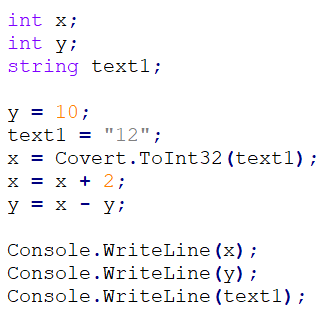 int x;
int y;
string text1;
y = 10;
text1 = "12";
x = Covert.ToInt32(text1);
x = x + 2;
y = x - y;
Console.WriteLine(x);
Console.WriteLine(y);
Console.WriteLine(text1);